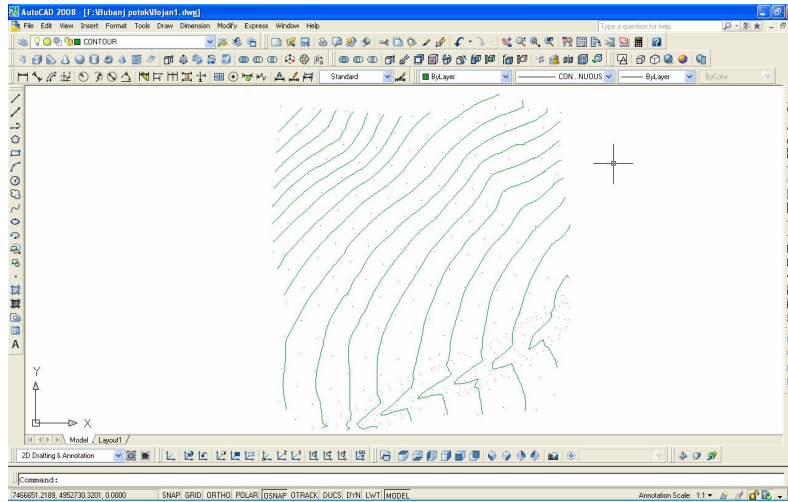 AutoCAD 2008 - [F:\Bubanj potok\Bojan1.dwg]
File Edit View Insert Format Tools Draw Dimension Modify Express Window Help
Type a question for help
CONTOUR
Standard
ByLayer
CON...NUOUS
ByLayer
ByColor
A
Y
X
Model Layout1
2D Drafting & Annotation
Command:
7466651.2189, 4952730.3201, 0.0000 SNAP GRID ORTHO POLAR OSNAP OTRACK DUCS DYN LWT MODEL Annotation Scale: 1:1